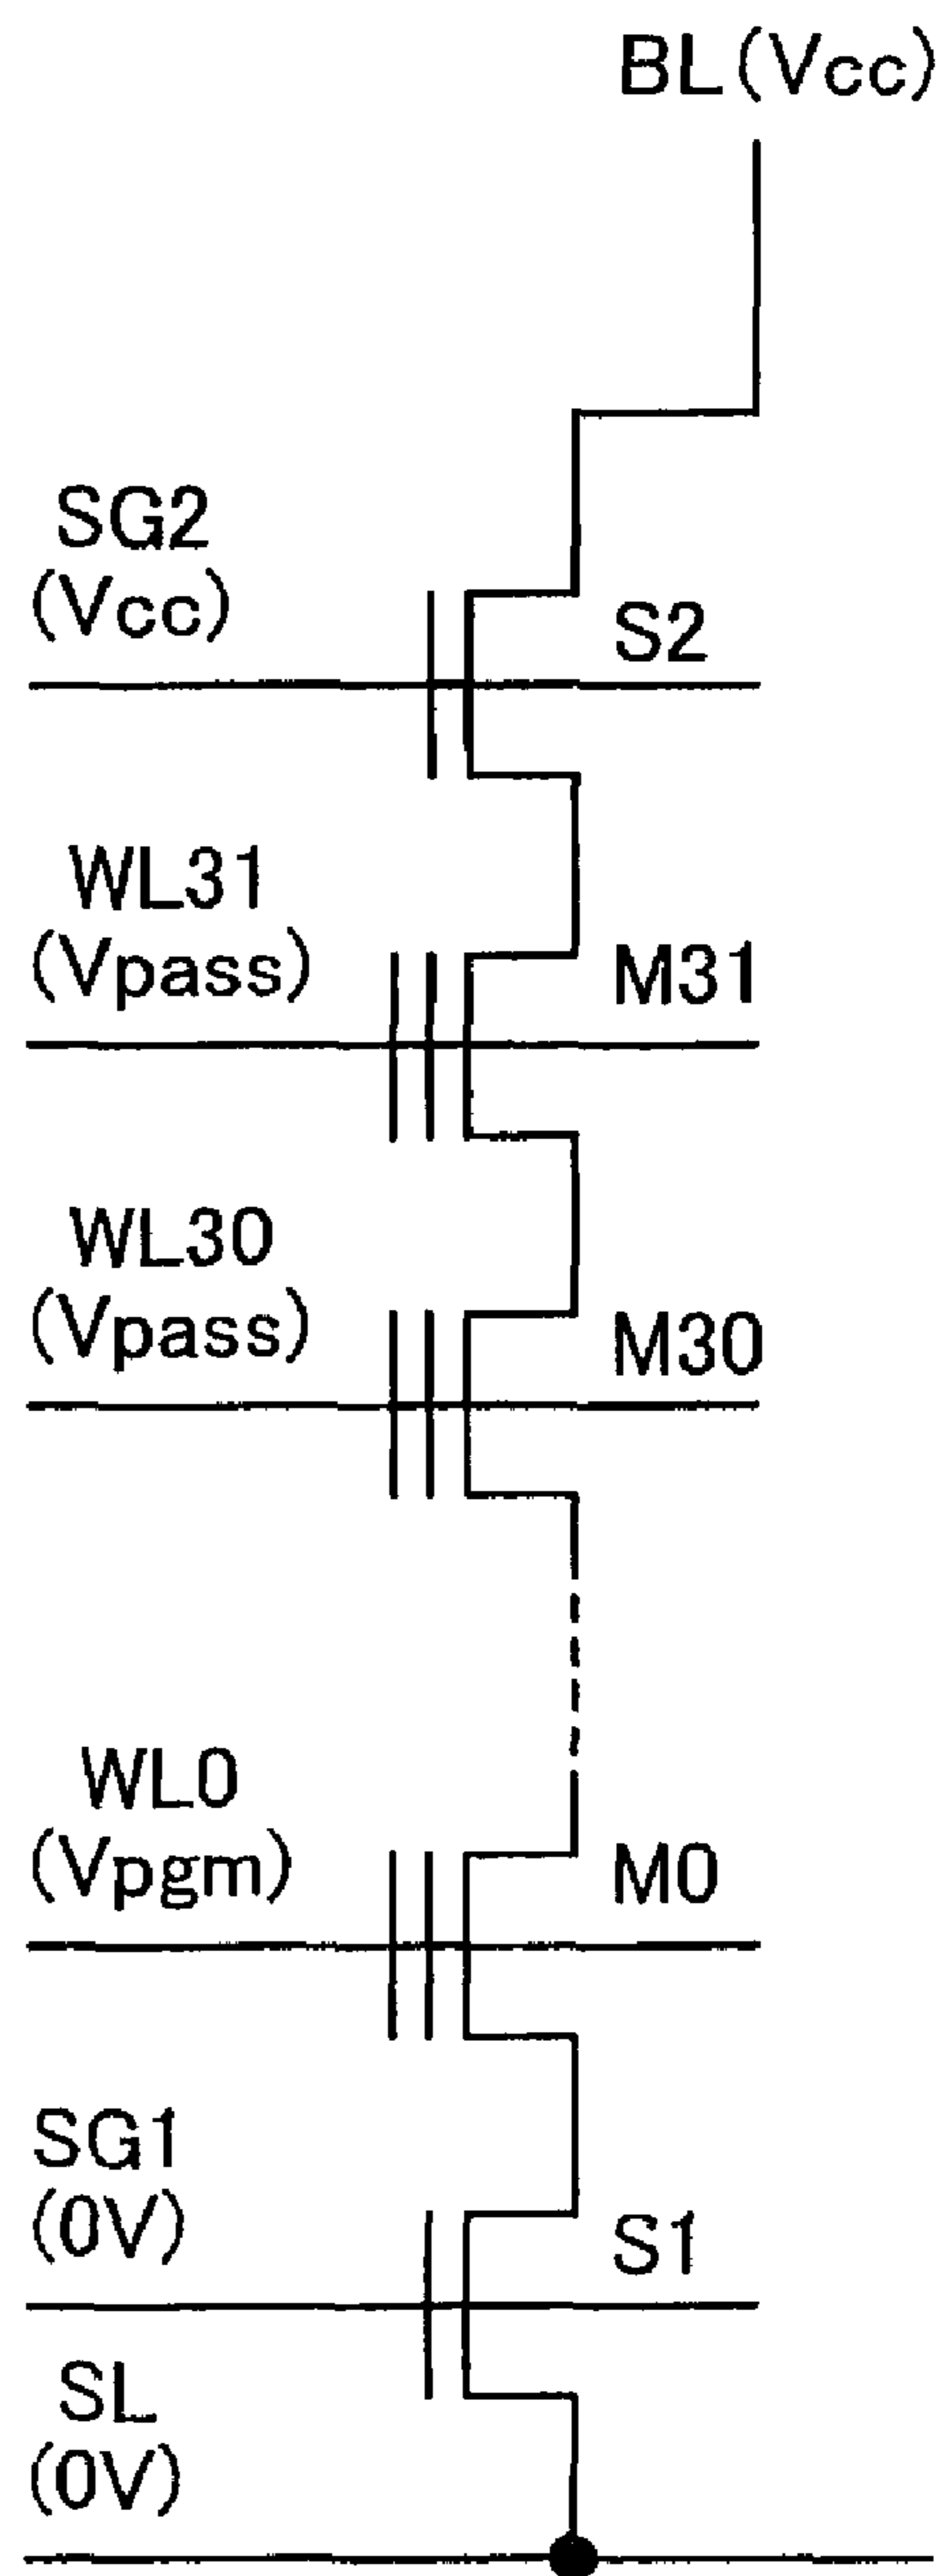 BL(Vcc)
SG2
(Vcc)
S2
WL31
(Vpass)
M31
WL30
(Vpass)
M30
WL0
(Vpgm)
M0
SG1
(0V)
S1
SL
(0V)